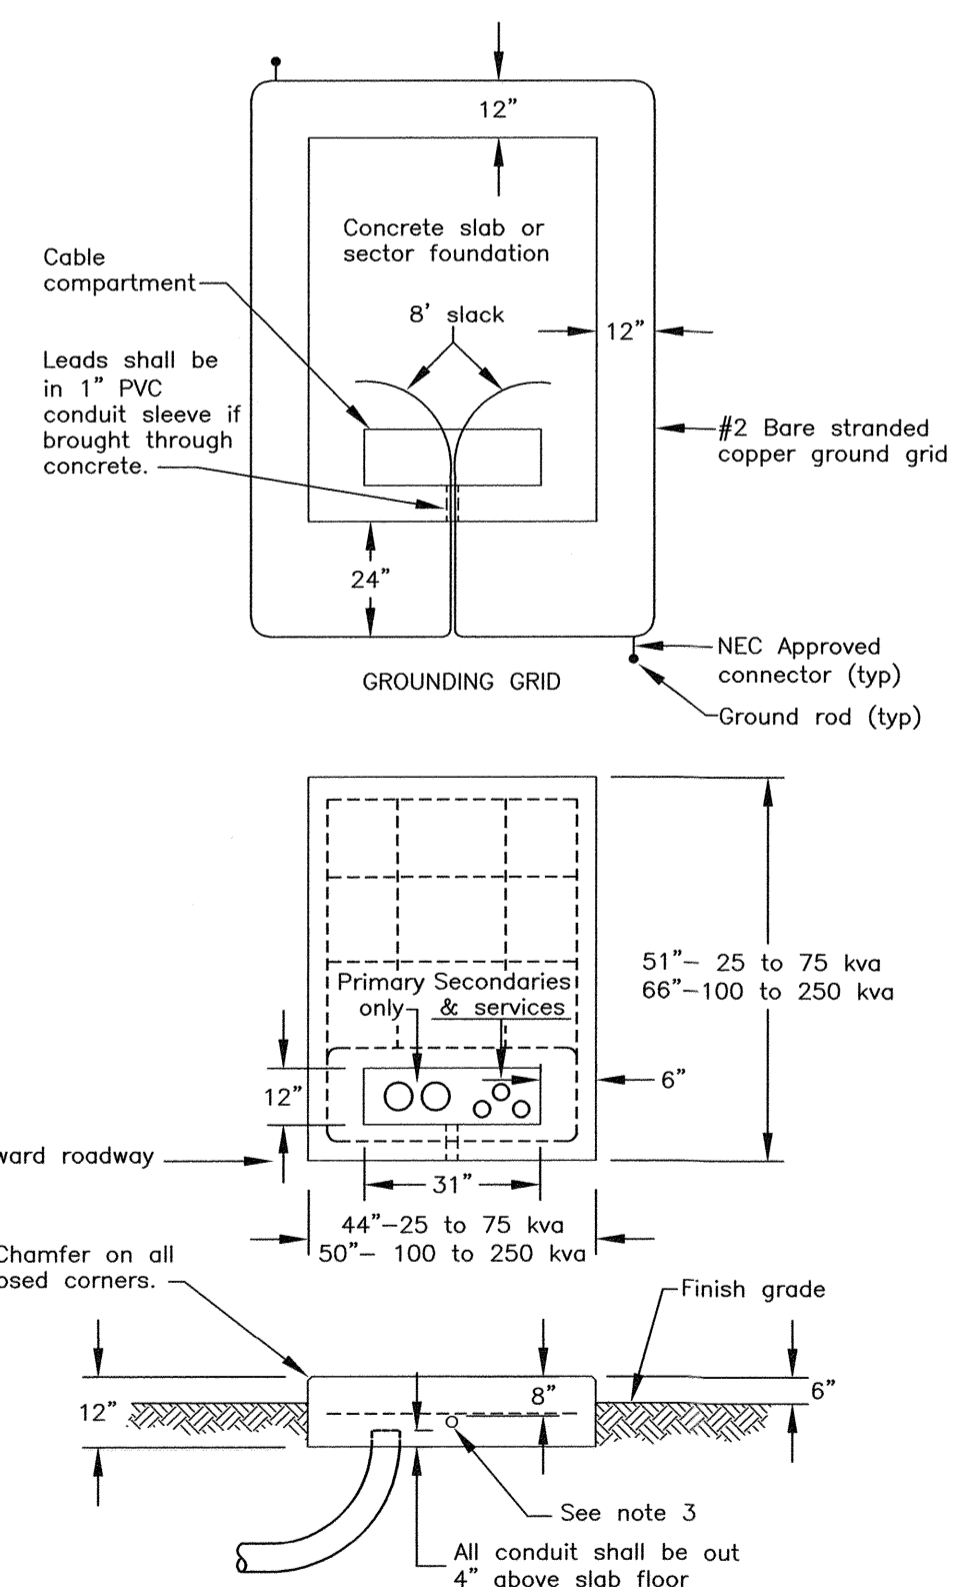 12”
Concrete slab or
sector foundation
Cable
compartment
8’ slack
12”
Leads shall be
in 1” PVC
conduit sleeve if
brought through
concrete.
#2 Bare stranded
copper ground grid
24”
NEC Approved
connector (typ)
GROUNDING GRID
Ground rod (typ)
51”– 25 to 75 kva
66”–100 to 250 kva
Primary Secondaries
only & services
6”
12”
ward roadway
31”
44”–25 to 75 kva
50”– 100 to 250 kva
Chamfer on all
osed corners.
Finish grade
8”
6”
12”
See note 3
All conduit shall be out
4” above slab floor